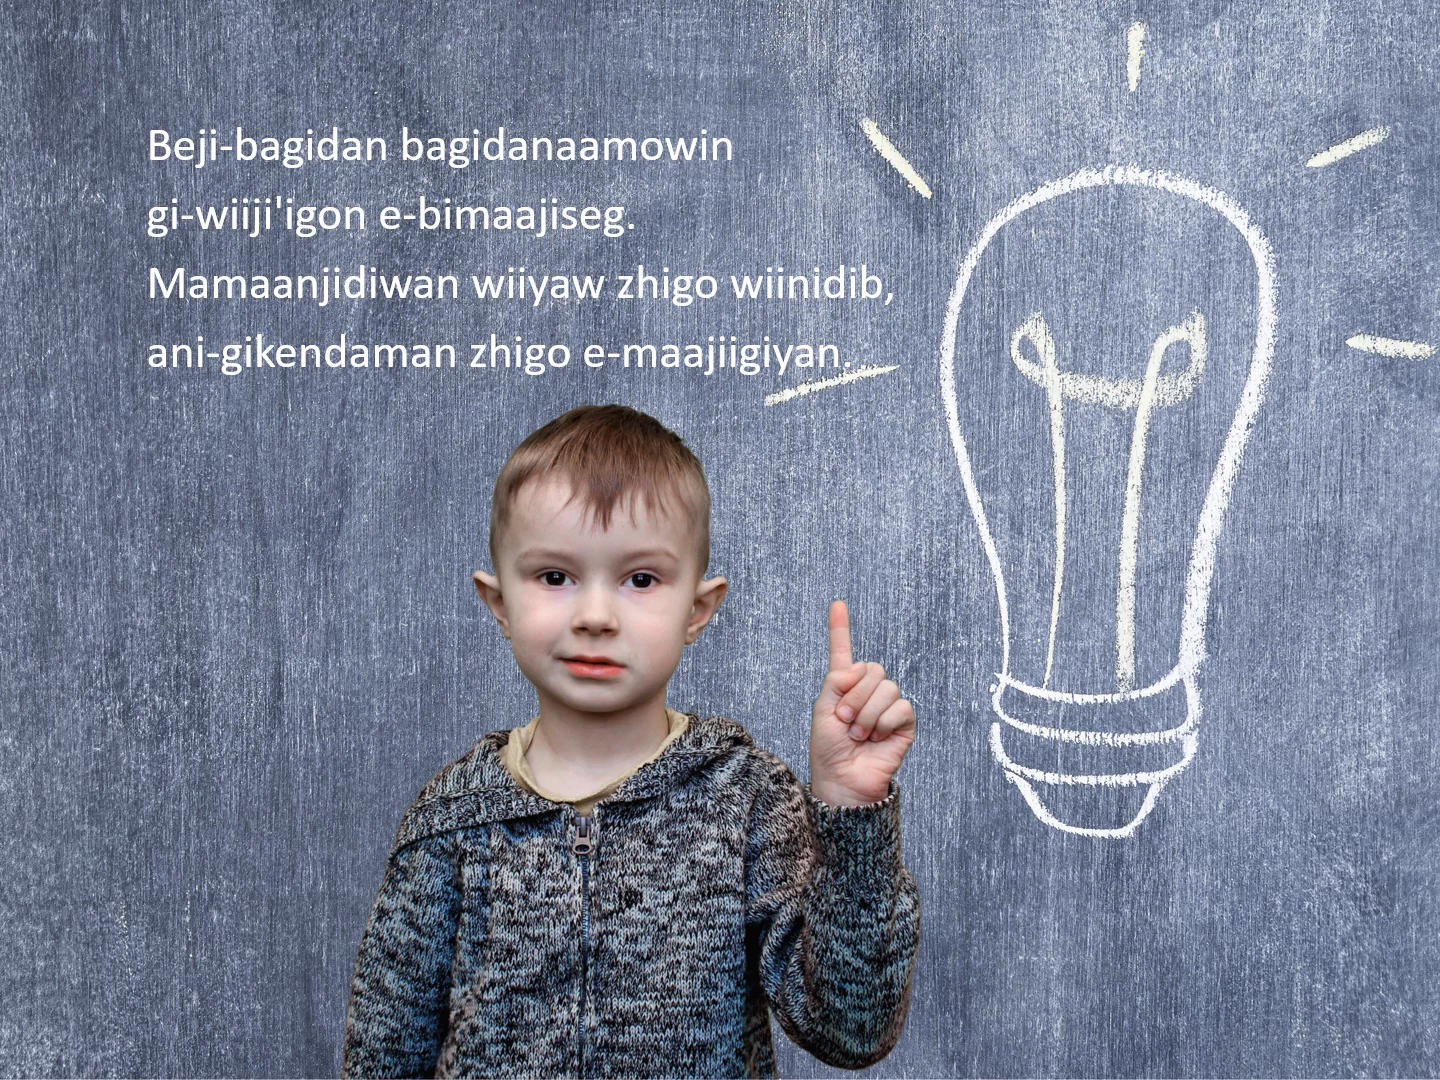 Beji-bagidan bagidanaamowin
gi-wiiji'igon e-bimaajiseg.
Mamaanjidiwan wiiyaw zhigo wiinidib,
ani-gikendaman zhigo e-maajiigiyan.